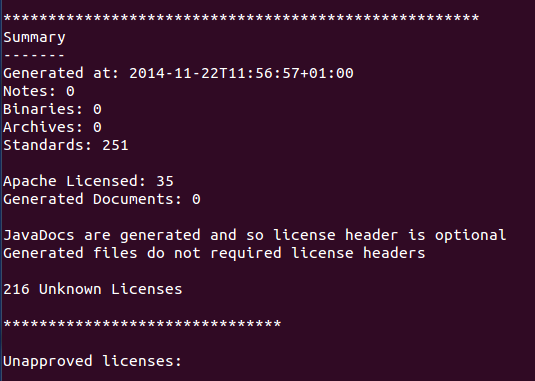 *****************************************************
Summary
-------
Generated at: 2014-11-22T11:56:57+01:00
Notes: 0
Binaries: 0
Archives: 0
Standards: 251
Apache Licensed: 35
Generated Documents: 0
JavaDocs are generated and so license header is optional
Generated files do not required license headers
216 Unknown Licenses
*******************************
Unapproved licenses: